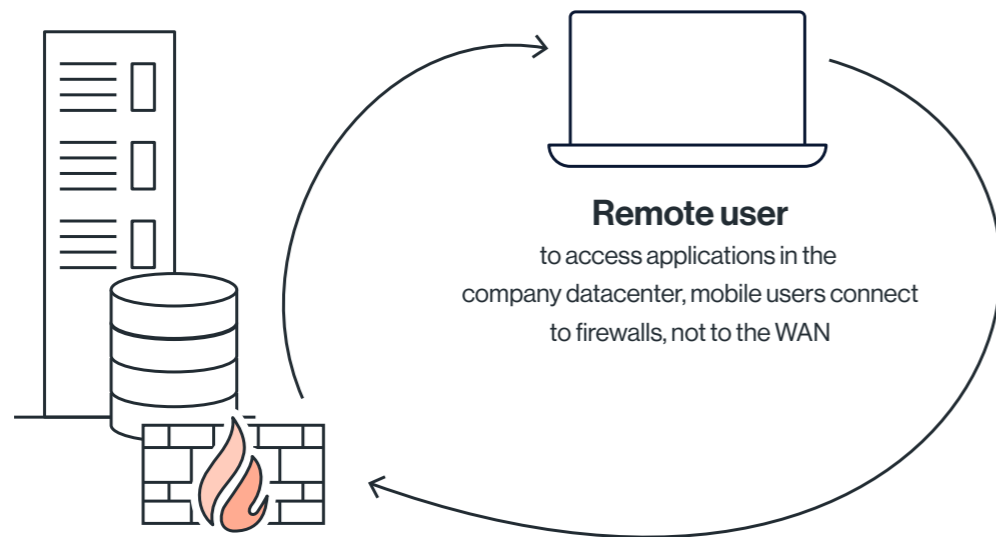 Remote user
to access applications in the
company datacenter, mobile users connect
to firewalls, not to the WAN